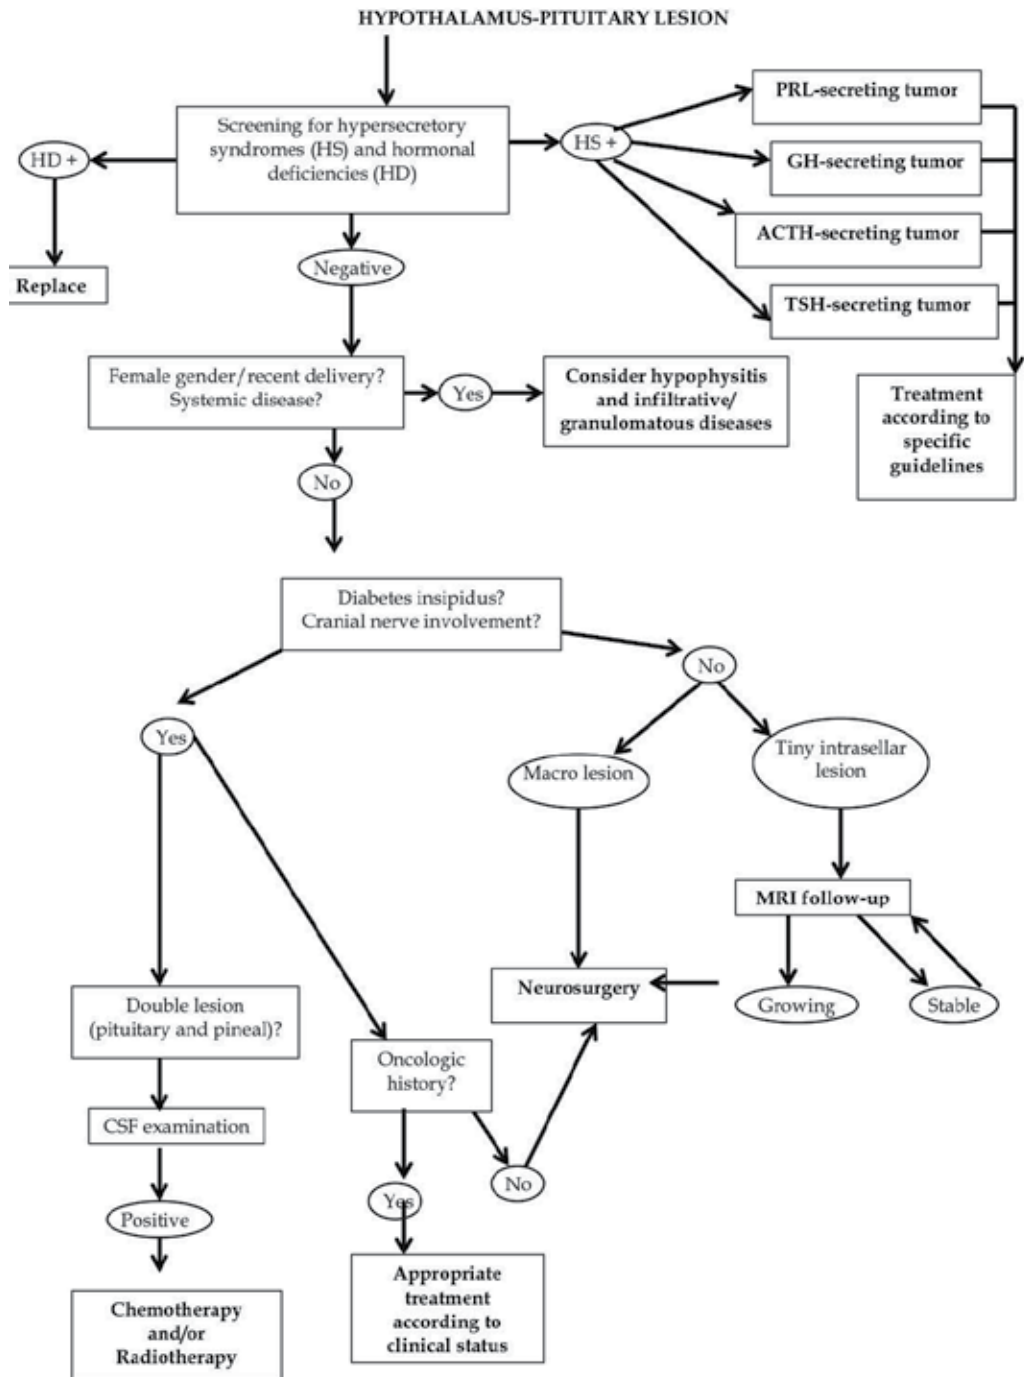 HYPOTHALAMUS-PITUITARY LESION
Screening for hypersecretory
syndromes (HS) and hormonal
deficiencies (HD)
HD +
HS +
PRL-secreting tumor
GH-secreting tumor
ACTH-secreting tumor
TSH-secreting tumor
Replace
Negative
Female gender/recent delivery?
Systemic disease?
Yes
Consider hypophysitis
and infiltrative/
granulomatous diseases
Treatment
according to
specific
guidelines
No
Diabetes insipidus?
Cranial nerve involvement?
No
Yes
Macro lesion
Tiny intrasellar
lesion
MRI follow-up
Neurosurgery
Growing
Stable
Double lesion
(pituitary and pineal)?
Oncologic
history?
CSF examination
No
Yes
Positive
Appropriate
treatment
according to
clinical status
Chemotherapy
and/or
Radiotherapy